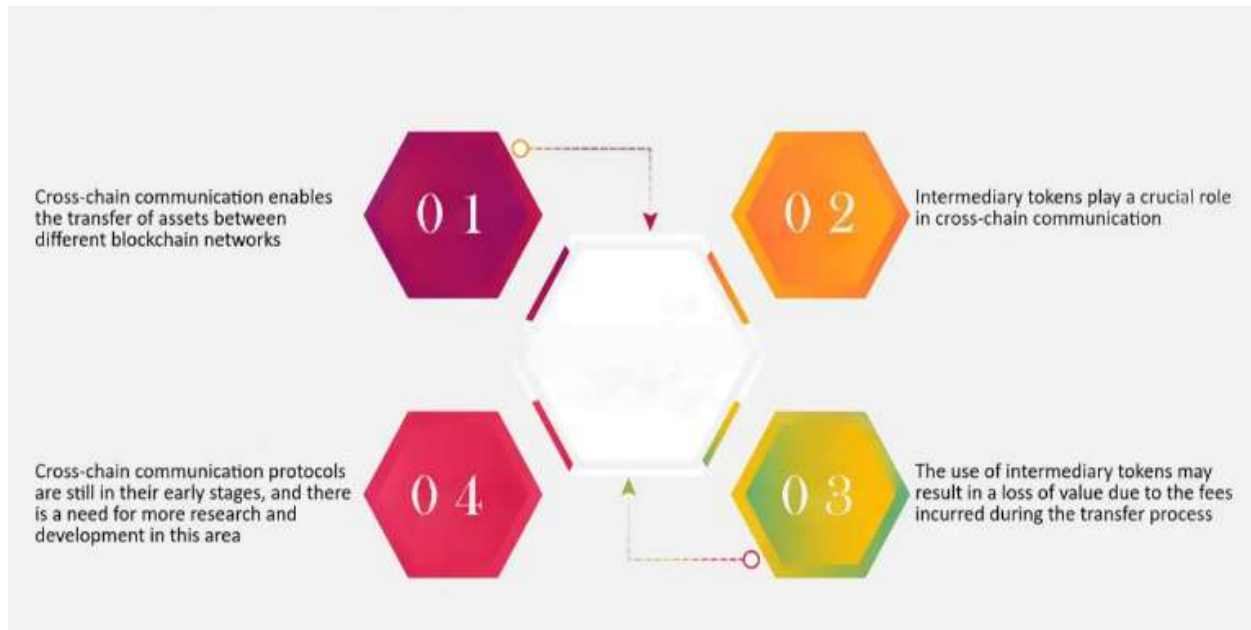 0 1
Cross-chain communication enables
the transfer of assets between
different blockchain networks
0 2
Intermediary tokens play a crucial role
in cross-chain communication
0 3
The use of intermediary tokens may
result in a loss of value due to the fees
incurred during the transfer process
0 4
Cross-chain communication protocols
are still in their early stages, and there
is a need for more research and
development in this area